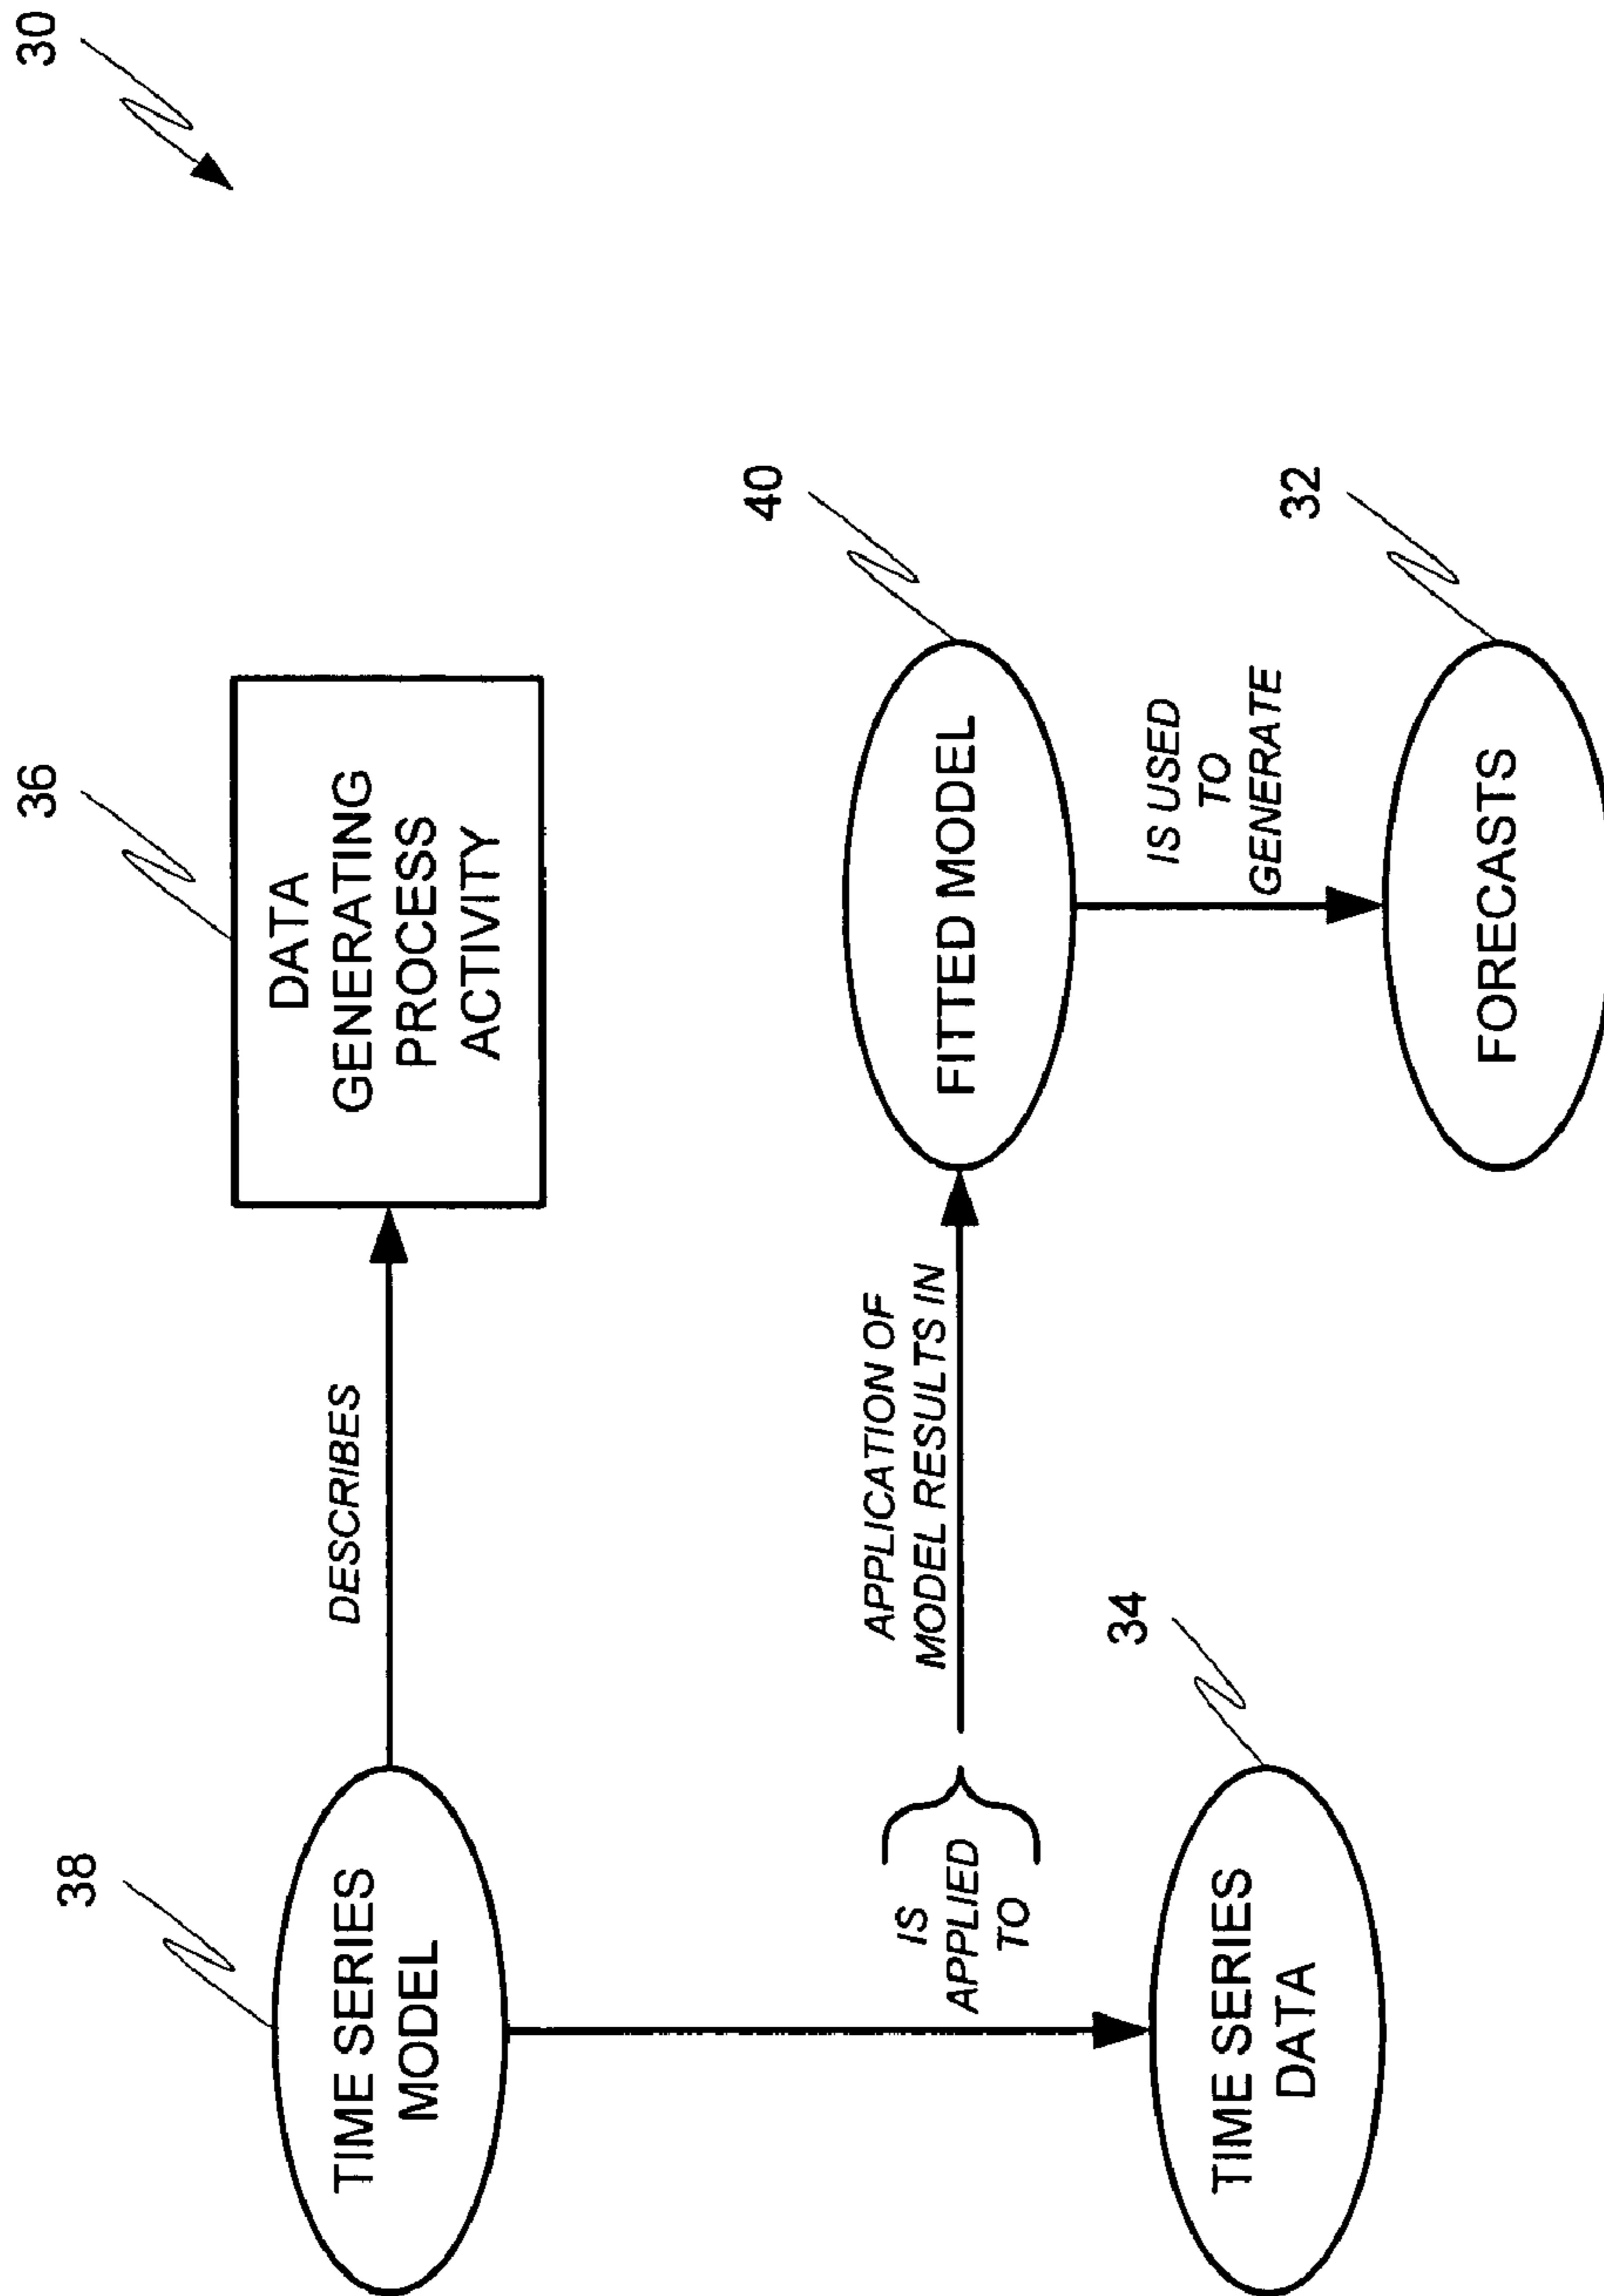 30
36
DATA
GENERATING
PROCESS
ACTIVITY
38
TIME SERIES
MODEL
DESCRIBES
40
FITTED MODEL
APPLICATION OF
MODEL RESULTS IN
IS
APPLIED
TO
IS USED
TO
GENERATE
34
TIME SERIES
DATA
32
FORECASTS